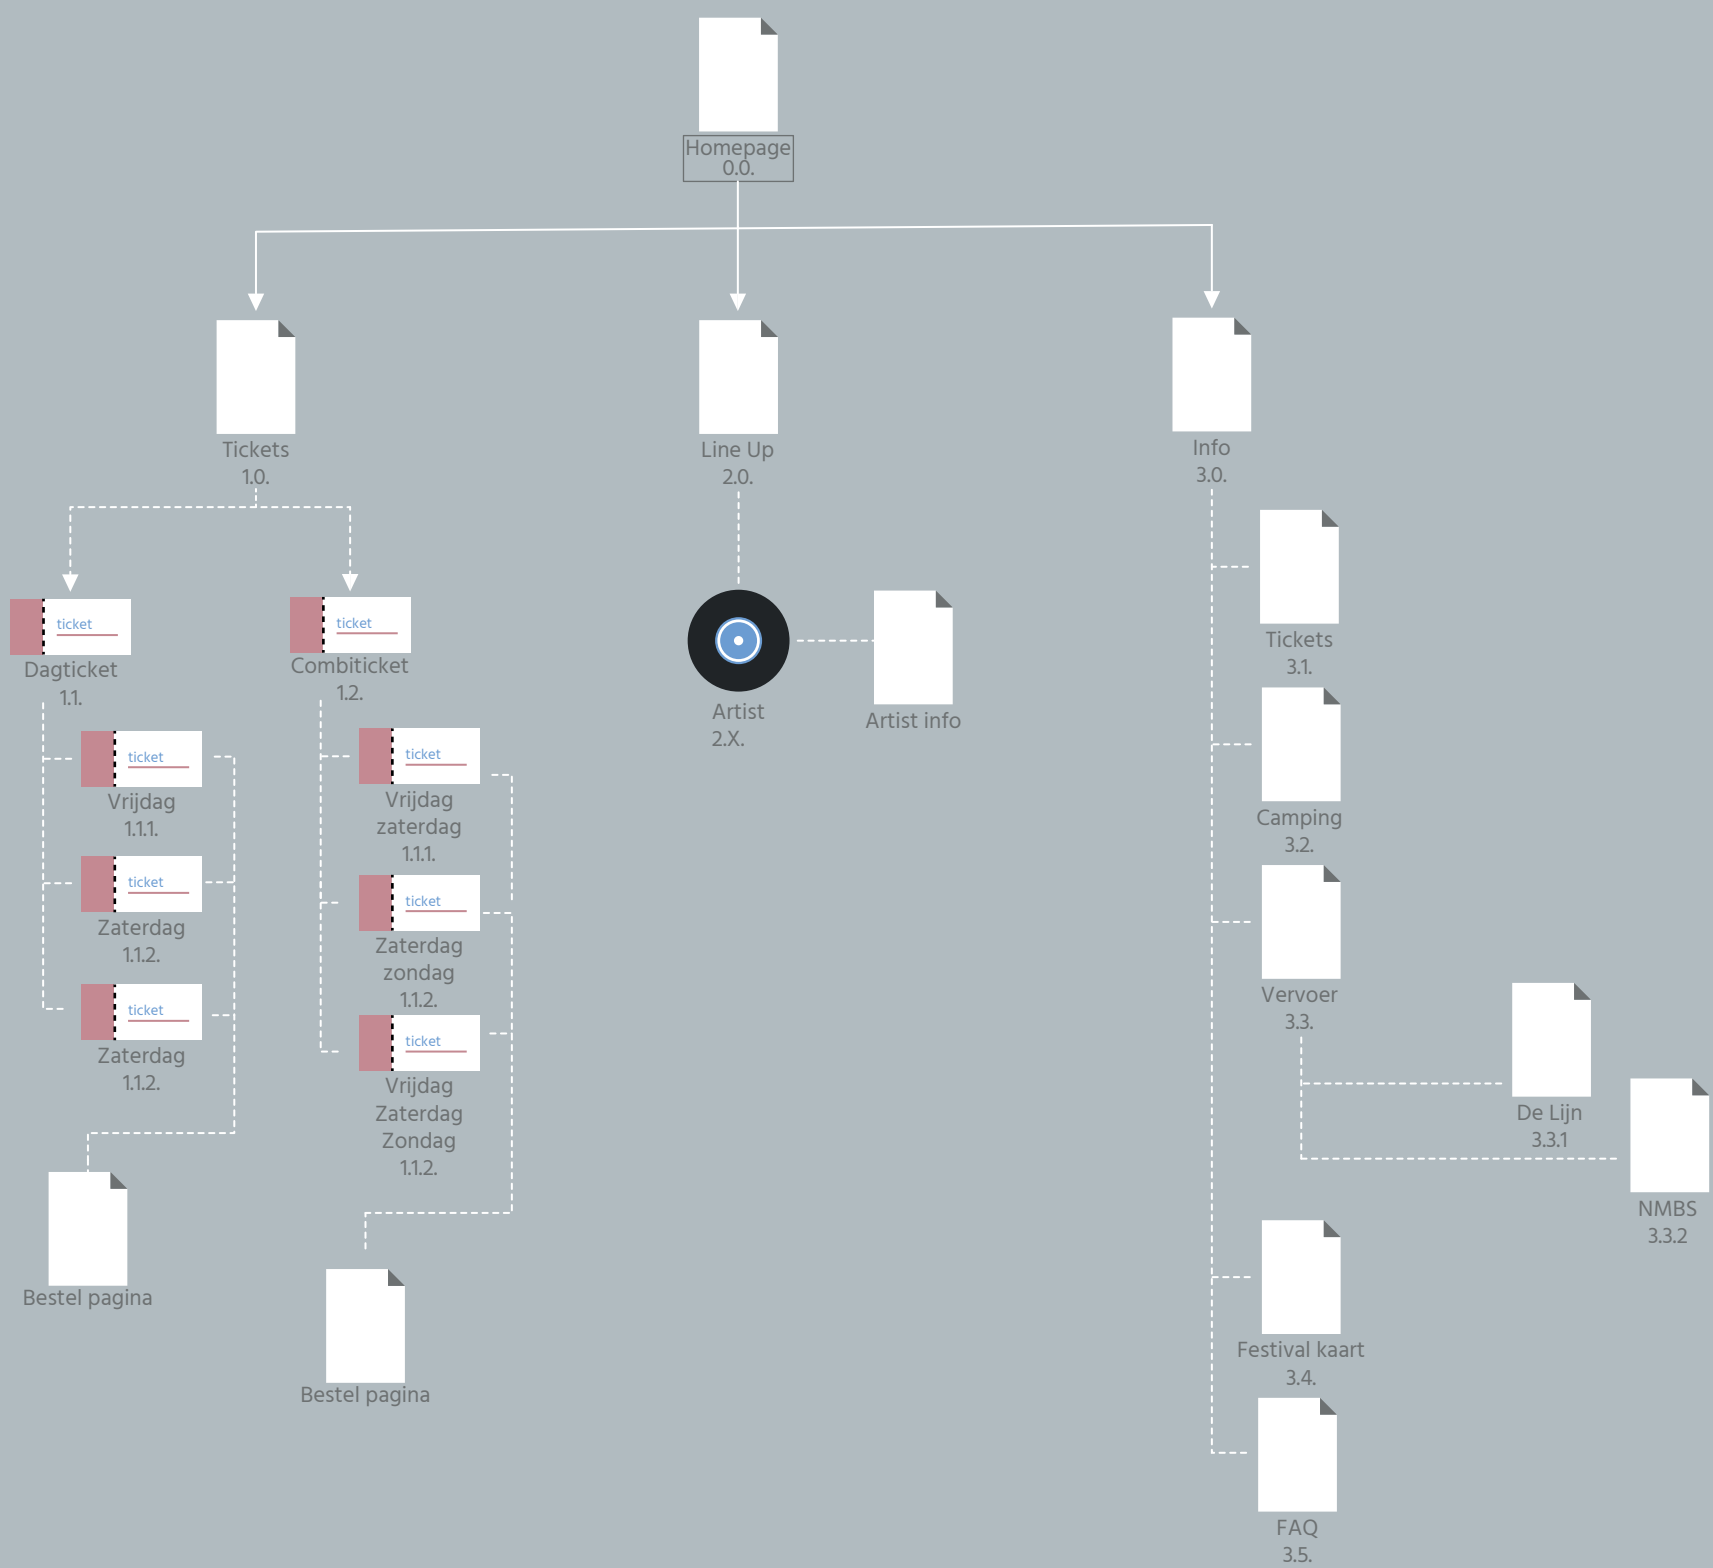 Homepage
0.0.
Tickets
1.0.
Line Up
2.0.
Info
3.0.
ticket
Dagticket
1.1.
ticket
Combiticket
1.2.
ticket
Vrijdag
1.1.1.
ticket
Zaterdag
1.1.2.
ticket
Zaterdag
1.1.2.
Bestel pagina
ticket
Vrijdag
zaterdag
1.1.1.
ticket
Zaterdag
zondag
1.1.2.
ticket
Vrijdag
Zaterdag
Zondag
1.1.2.
Bestel pagina
Artist
2.X.
Artist info
Tickets
3.1.
Camping
3.2.
Vervoer
3.3.
De Lijn
3.3.1
NMBS
3.3.2
Festival kaart
3.4.
FAQ
3.5.